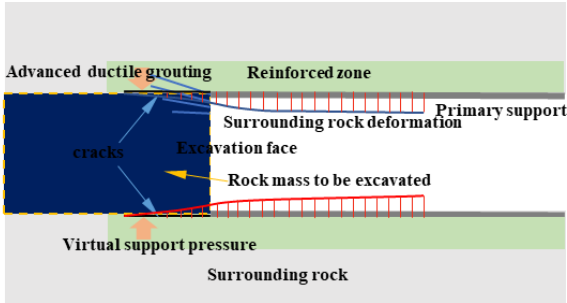 Advanced ductile grouting
Reinforced zone
Primary support
Surrounding rock deformation
cracks
Excavation face
Rock mass to be excavated
Virtual support pressure
Surrounding rock